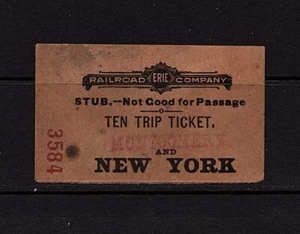 RAILROAD ERIE COMPANY
STUB.--Not Good for Passage
TEN TRIP TICKET.
MONTGOMERY
AND
NEW YORK
3584